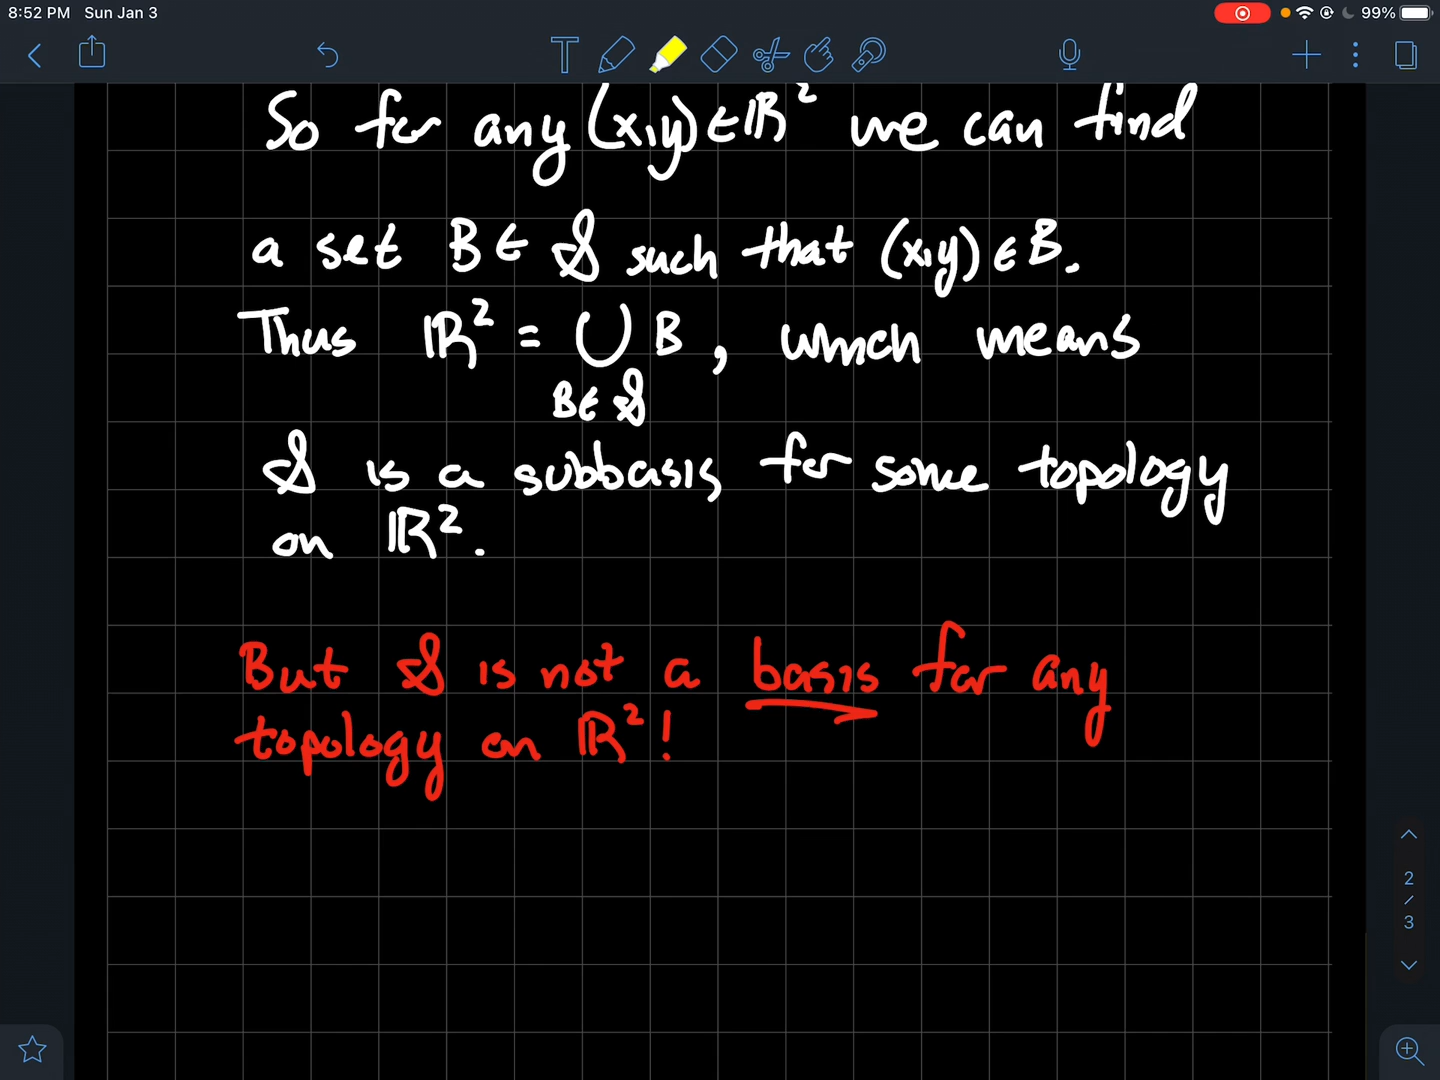 8:52 PM Sun Jan 3
99%
So for any (x,y)∈ℝ² we can find
a set B∈ 𝒮 such that (x,y)∈B.
Thus ℝ² = ⋃ B , which means
B∈ 𝒮
𝒮 is a subbasis for some topology
on ℝ².
But 𝒮 is not a basis for any
topology on ℝ²!
2
/
3